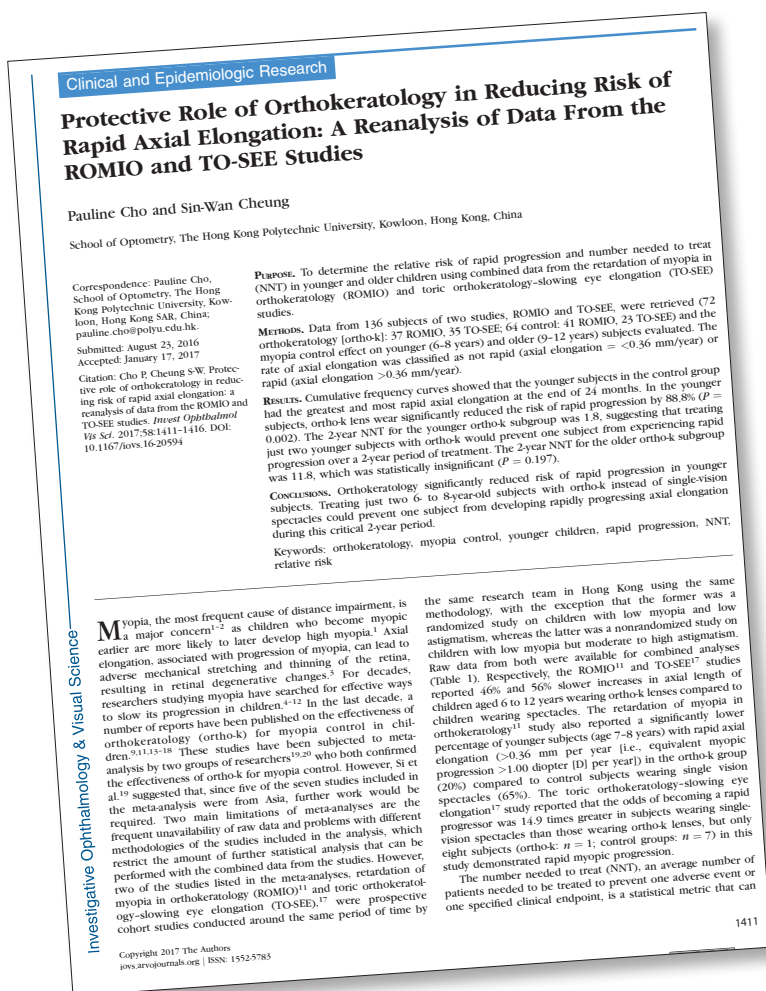 Clinical and Epidemiologic Research
Protective Role of Orthokeratology in Reducing Risk of
Rapid Axial Elongation: A Reanalysis of Data From the
ROMIO and TO-SEE Studies
Pauline Cho and Sin-Wan Cheung
School of Optometry, The Hong Kong Polytechnic University, Kowloon, Hong Kong, China
Correspondence: Pauline Cho,
School of Optometry, The Hong
Kong Polytechnic University, Kow-
loon, Hong Kong SAR, China;
pauline.cho@polyu.edu.hk.
Submitted: August 23, 2016
Accepted: January 17, 2017
Citation: Cho P, Cheung S-W. Protec-
tive role of orthokeratology in reduc-
ing risk of rapid axial elongation: a
reanalysis of data from the ROMIO and
TO-SEE studies. Invest Ophthalmol
Vis Sci. 2017;58:1411–1416. DOI:
10.1167/iovs.16-20594
PURPOSE. To determine the relative risk of rapid progression and number needed to treat
(NNT) in younger and older children using combined data from the retardation of myopia in
orthokeratology (ROMIO) and toric orthokeratology–slowing eye elongation (TO-SEE)
studies.
METHODS. Data from 136 subjects of two studies, ROMIO and TO-SEE, were retrieved (72
orthokeratology [ortho-k]: 37 ROMIO, 35 TO-SEE; 64 control: 41 ROMIO, 23 TO-SEE) and the
myopia control effect on younger (6–8 years) and older (9–12 years) subjects evaluated. The
rate of axial elongation was classified as not rapid (axial elongation = <0.36 mm/year) or
rapid (axial elongation >0.36 mm/year).
RESULTS. Cumulative frequency curves showed that the younger subjects in the control group
had the greatest and most rapid axial elongation at the end of 24 months. In the younger
subjects, ortho-k lens wear significantly reduced the risk of rapid progression by 88.8% (P =
0.002). The 2-year NNT for the younger ortho-k subgroup was 1.8, suggesting that treating
just two younger subjects with ortho-k would prevent one subject from experiencing rapid
progression over a 2-year period of treatment. The 2-year NNT for the older ortho-k subgroup
was 11.8, which was statistically insignificant (P = 0.197).
CONCLUSIONS. Orthokeratology significantly reduced risk of rapid progression in younger
subjects. Treating just two 6- to 8-year-old subjects with ortho-k instead of single-vision
spectacles could prevent one subject from developing rapidly progressing axial elongation
during this critical 2-year period.
Keywords: orthokeratology, myopia control, younger children, rapid progression, NNT,
relative risk
Myopia, the most frequent cause of distance impairment, is
a major concern1–2 as children who become myopic
earlier are more likely to later develop high myopia.1 Axial
elongation, associated with progression of myopia, can lead to
adverse mechanical stretching and thinning of the retina,
resulting in retinal degenerative changes.3 For decades,
researchers studying myopia have searched for effective ways
to slow its progression in children.4–12 In the last decade, a
number of reports have been published on the effectiveness of
orthokeratology (ortho-k) for myopia control in chil-
dren.9,11,13–18 These studies have been subjected to meta-
analysis by two groups of researchers19,20 who both confirmed
the effectiveness of ortho-k for myopia control. However, Si et
al.19 suggested that, since five of the seven studies included in
the meta-analysis were from Asia, further work would be
required. Two main limitations of meta-analyses are the
frequent unavailability of raw data and problems with different
methodologies of the studies included in the analysis, which
restrict the amount of further statistical analysis that can be
performed with the combined data from the studies. However,
two of the studies listed in the meta-analyses, retardation of
myopia in orthokeratology (ROMIO)11 and toric orthokeratol-
ogy–slowing eye elongation (TO-SEE),17 were prospective
cohort studies conducted around the same period of time by
the same research team in Hong Kong using the same
methodology, with the exception that the former was a
randomized study on children with low myopia and low
astigmatism, whereas the latter was a nonrandomized study on
children with low myopia but moderate to high astigmatism.
Raw data from both were available for combined analyses
(Table 1). Respectively, the ROMIO11 and TO-SEE17 studies
reported 46% and 56% slower increases in axial length of
children aged 6 to 12 years wearing ortho-k lenses compared to
children wearing spectacles. The retardation of myopia in
orthokeratology11 study also reported a significantly lower
percentage of younger subjects (age 7–8 years) with rapid axial
elongation (>0.36 mm per year [i.e., equivalent myopic
progression >1.00 diopter [D] per year]) in the ortho-k group
(20%) compared to control subjects wearing single vision
spectacles (65%). The toric orthokeratology–slowing eye
elongation17 study reported that the odds of becoming a rapid
progressor was 14.9 times greater in subjects wearing single-
vision spectacles than those wearing ortho-k lenses, but only
eight subjects (ortho-k: n = 1; control groups: n = 7) in this
study demonstrated rapid myopic progression.
The number needed to treat (NNT), an average number of
patients needed to be treated to prevent one adverse event or
one specified clinical endpoint, is a statistical metric that can
Investigative Ophthalmology & Visual Science
Copyright 2017 The Authors
iovs.arvojournals.org | ISSN: 1552-5783
1411